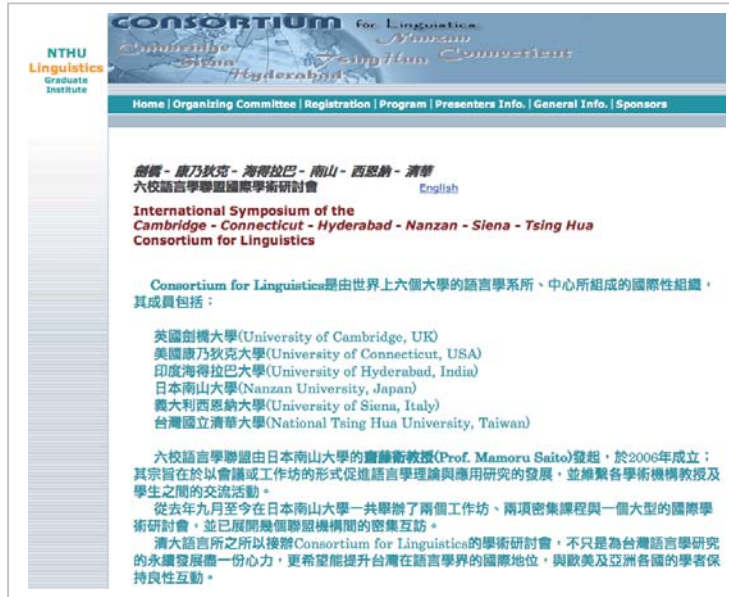 CONSORTIUM for Linguistics
Nanzan
Cambridge
Tsing Hua Connecticut
Siena
Hyderabad
NTHU
Linguistics
Graduate
Institute
Home | Organizing Committee | Registration | Program | Presenters Info. | General Info. | Sponsors
劍橋 - 康乃狄克 - 海得拉巴 - 南山 - 西恩納 - 清華
六校語言學聯盟國際學術研討會
English
International Symposium of the
Cambridge - Connecticut - Hyderabad - Nanzan - Siena - Tsing Hua
Consortium for Linguistics
Consortium for Linguistics是由世界上六個大學的語言學系所、中心所組成的國際性組織，
其成員包括：
英國劍橋大學(University of Cambridge, UK)
美國康乃狄克大學(University of Connecticut, USA)
印度海得拉巴大學(University of Hyderabad, India)
日本南山大學(Nanzan University, Japan)
義大利西恩納大學(University of Siena, Italy)
台灣國立清華大學(National Tsing Hua University, Taiwan)
六校語言學聯盟由日本南山大學的齋藤衛教授(Prof. Mamoru Saito)發起，於2006年成立；
其宗旨在於以會議或工作坊的形式促進語言學理論與應用研究的發展，並維繫各學術機構教授及
學生之間的交流活動。
從去年九月至今在日本南山大學一共舉辦了兩個工作坊、兩項密集課程與一個大型的國際學
術研討會，並已展開幾個聯盟機構間的密集互訪。
清大語言所之所以接辦Consortium for Linguistics的學術研討會，不只是為台灣語言學研究
的永續發展盡一份心力，更希望能提升台灣在語言學界的國際地位，與歐美及亞洲各國的學者保
持良性互動。